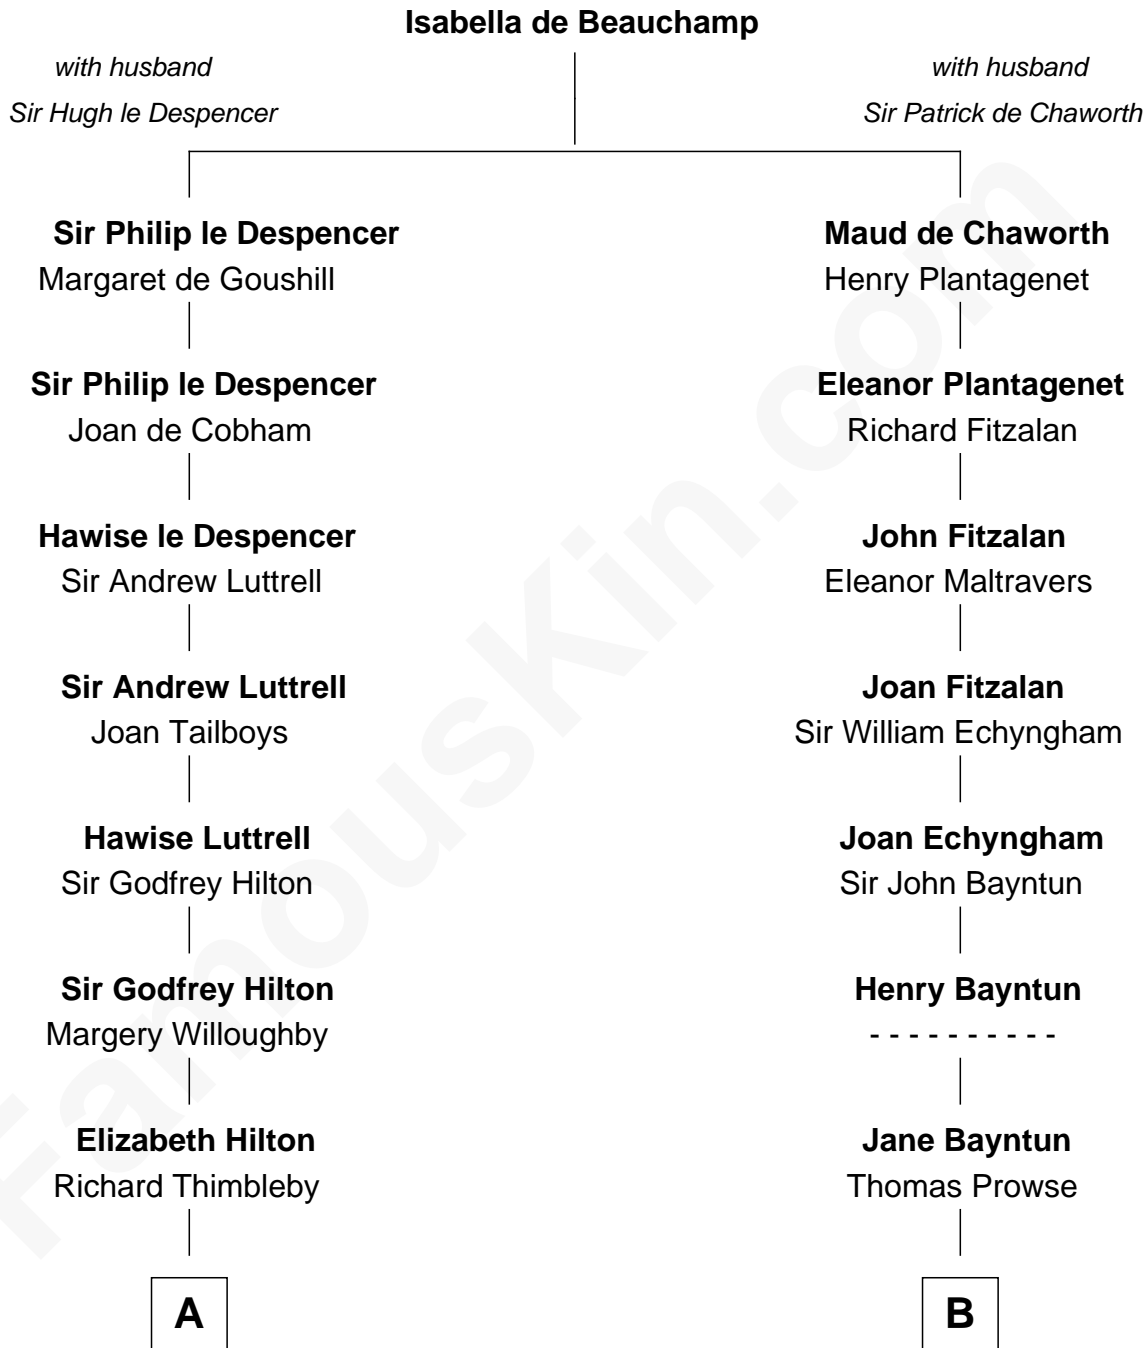 Isabella de Beauchamp
with husband
Sir Hugh le Despencer
with husband
Sir Patrick de Chaworth
Sir Philip le Despencer
Margaret de Goushill
Maud de Chaworth
Henry Plantagenet
Sir Philip le Despencer
Joan de Cobham
Eleanor Plantagenet
Richard Fitzalan
Hawise le Despencer
Sir Andrew Luttrell
John Fitzalan
Eleanor Maltravers
Sir Andrew Luttrell
Joan Tailboys
Joan Fitzalan
Sir William Echyngham
Hawise Luttrell
Sir Godfrey Hilton
Joan Echyngham
Sir John Bayntun
Sir Godfrey Hilton
Margery Willoughby
Henry Bayntun
- - - - - - - - - -
Elizabeth Hilton
Richard Thimbleby
Jane Bayntun
Thomas Prowse
A
B
FamousKin.com